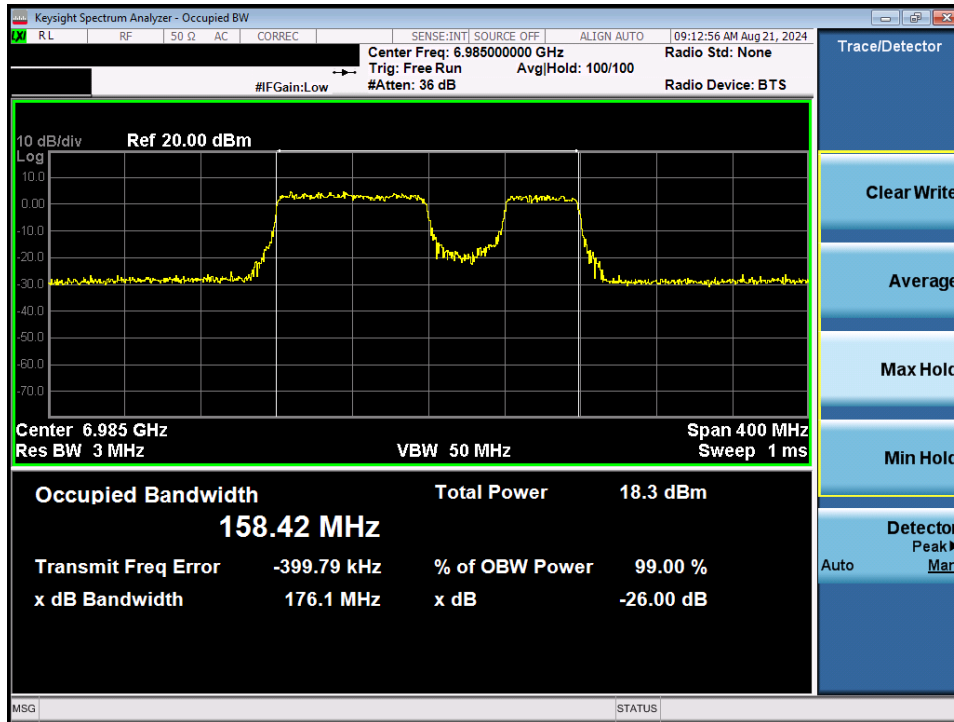 Keysight Spectrum Analyzer - Occupied BW
LXI RL RF 50 Ω AC CORREC SENSE:INT SOURCE OFF ALIGN AUTO 09:12:56 AM Aug 21, 2024
Center Freq: 6.985000000 GHz Radio Std: None
Trig: Free Run Avg|Hold: 100/100
#IFGain:Low #Atten: 36 dB Radio Device: BTS
Trace/Detector
10 dB/div Ref 20.00 dBm
Log
10.0
0.00
-10.0
-20.0
-30.0
-40.0
-50.0
-60.0
-70.0
Center 6.985 GHz Span 400 MHz
Res BW 3 MHz VBW 50 MHz Sweep 1 ms
Occupied Bandwidth Total Power 18.3 dBm
158.42 MHz
Transmit Freq Error -399.79 kHz % of OBW Power 99.00 %
x dB Bandwidth 176.1 MHz x dB -26.00 dB
Clear Write
Average
Max Hold
Min Hold
Detector
Peak
Auto Man
MSG STATUS